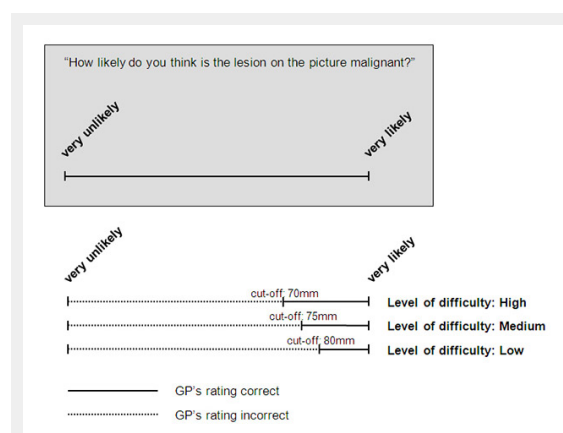 “How likely do you think is the lesion on the picture malignant?”
very unlikely
very likely
very unlikely
very likely
cut-off; 70mm
Level of difficulty: High
cut-off; 75mm
Level of difficulty: Medium
cut-off; 80mm
Level of difficulty: Low
GP’s rating correct
GP’s rating incorrect